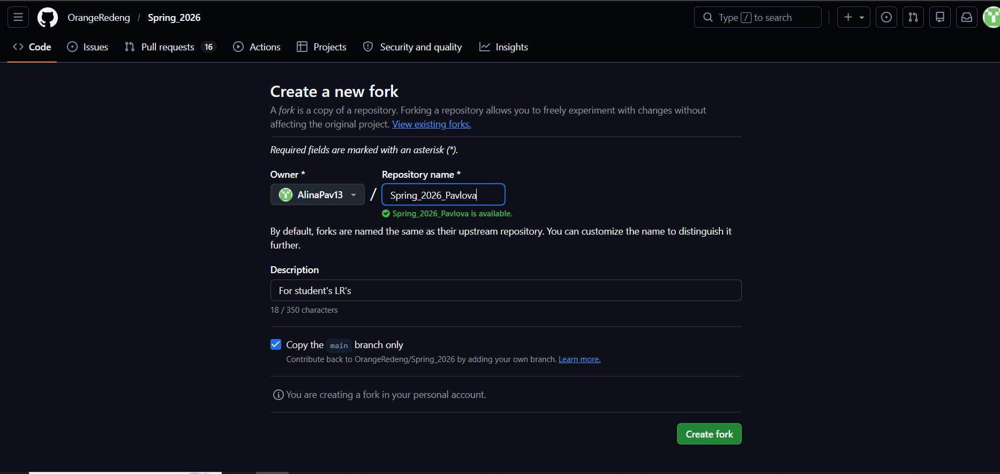 OrangeRedeng / Spring_2026
Type / to search
Code
Issues
Pull requests 16
Actions
Projects
Security and quality
Insights
Create a new fork
A fork is a copy of a repository. Forking a repository allows you to freely experiment with changes without
affecting the original project. View existing forks.
Required fields are marked with an asterisk (*).
Owner *
Repository name *
AlinaPav13 / Spring_2026_Pavlova
Spring_2026_Pavlova is available.
By default, forks are named the same as their upstream repository. You can customize the name to distinguish it
further.
Description
For student's LR's
18 / 350 characters
Copy the main branch only
Contribute back to OrangeRedeng/Spring_2026 by adding your own branch. Learn more.
You are creating a fork in your personal account.
Create fork